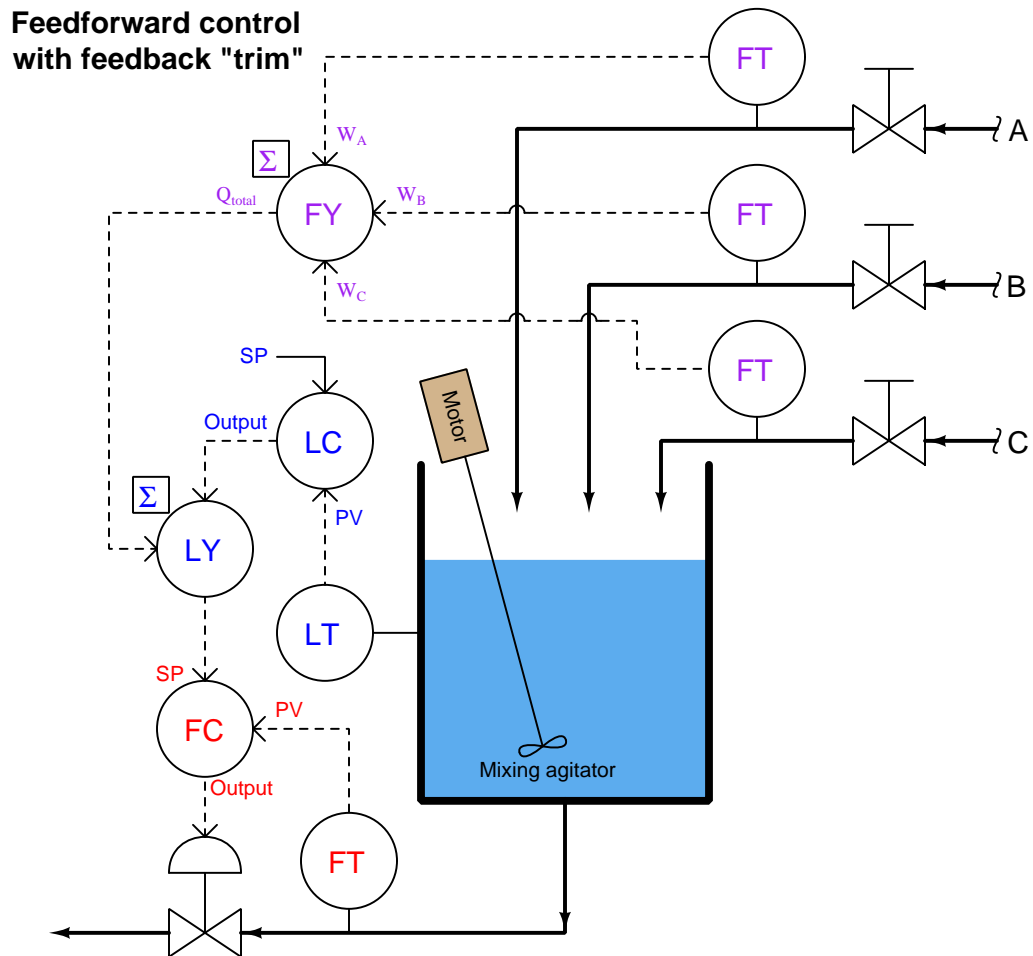 Feedforward control
with feedback "trim"
FT
A
W_A
Σ
Q_total
FY
W_B
FT
B
W_C
SP
FT
Output
LC
Motor
C
Σ
PV
LY
LT
SP
PV
FC
Mixing agitator
Output
FT